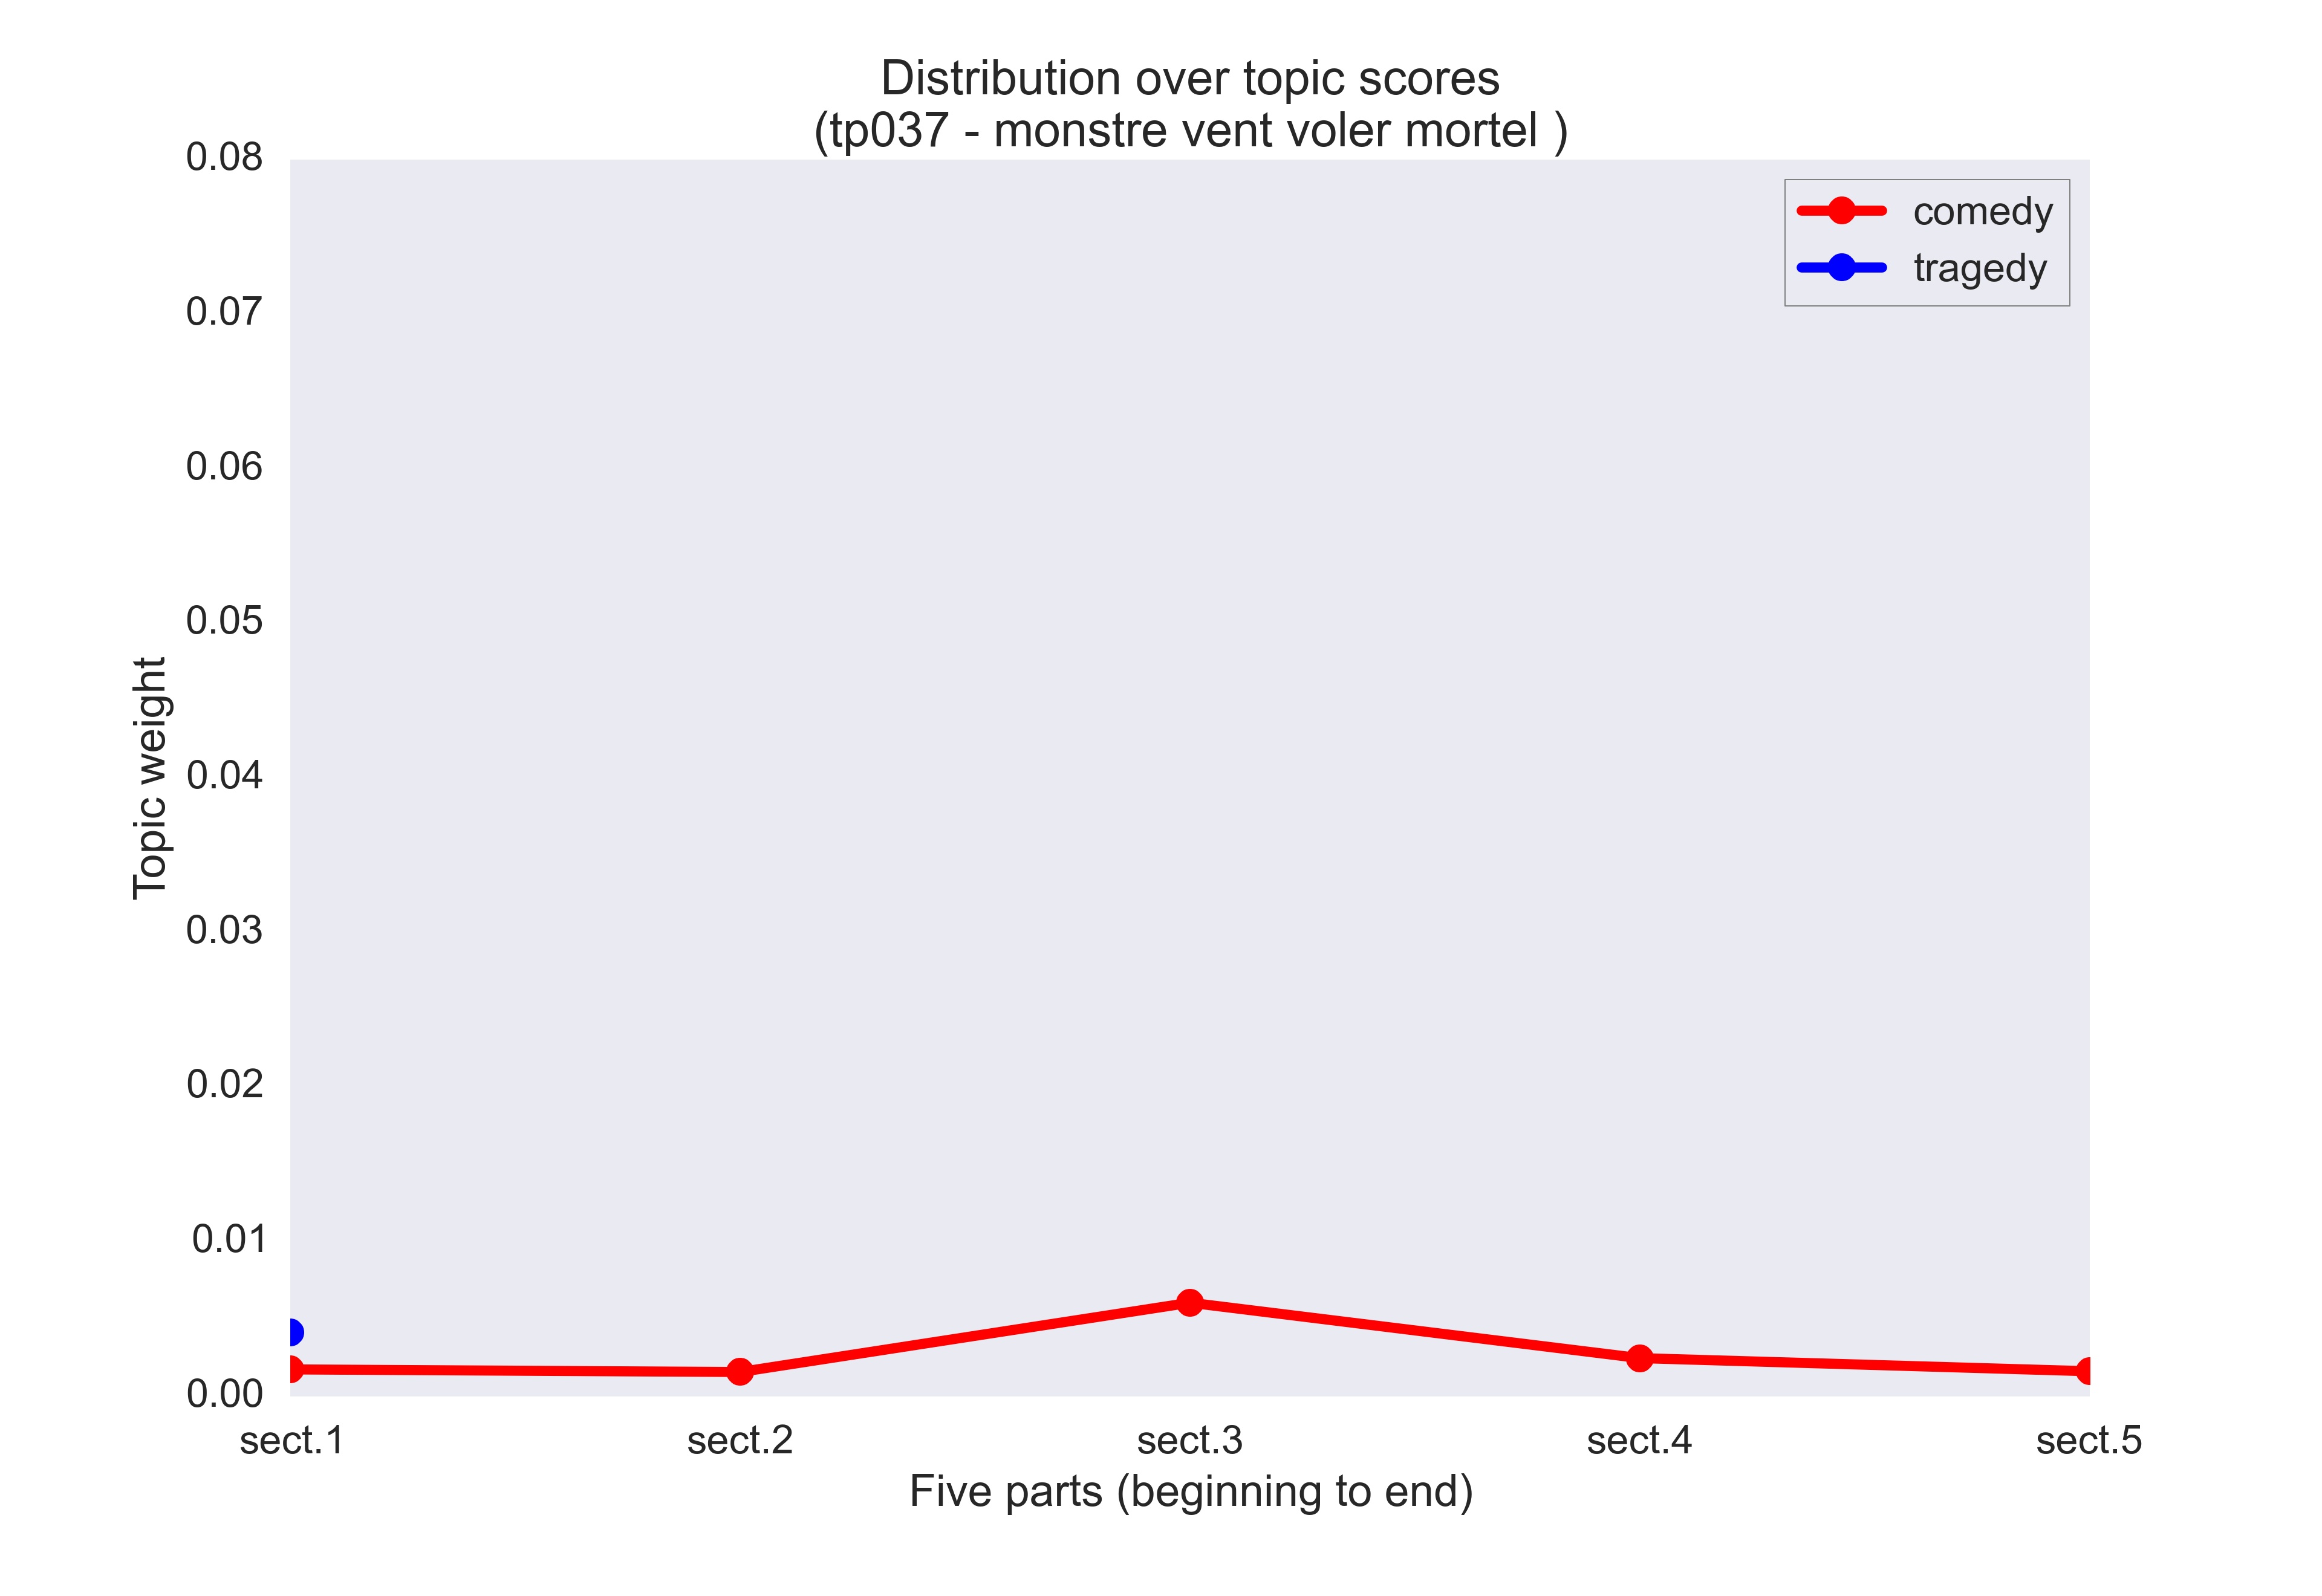 Distribution over topic scores
(tp037 - monstre vent voler mortel )
comedy
tragedy
0.08
0.07
0.06
0.05
0.04
0.03
0.02
0.01
0.00
Topic weight
sect.1
sect.2
sect.3
sect.4
sect.5
Five parts (beginning to end)